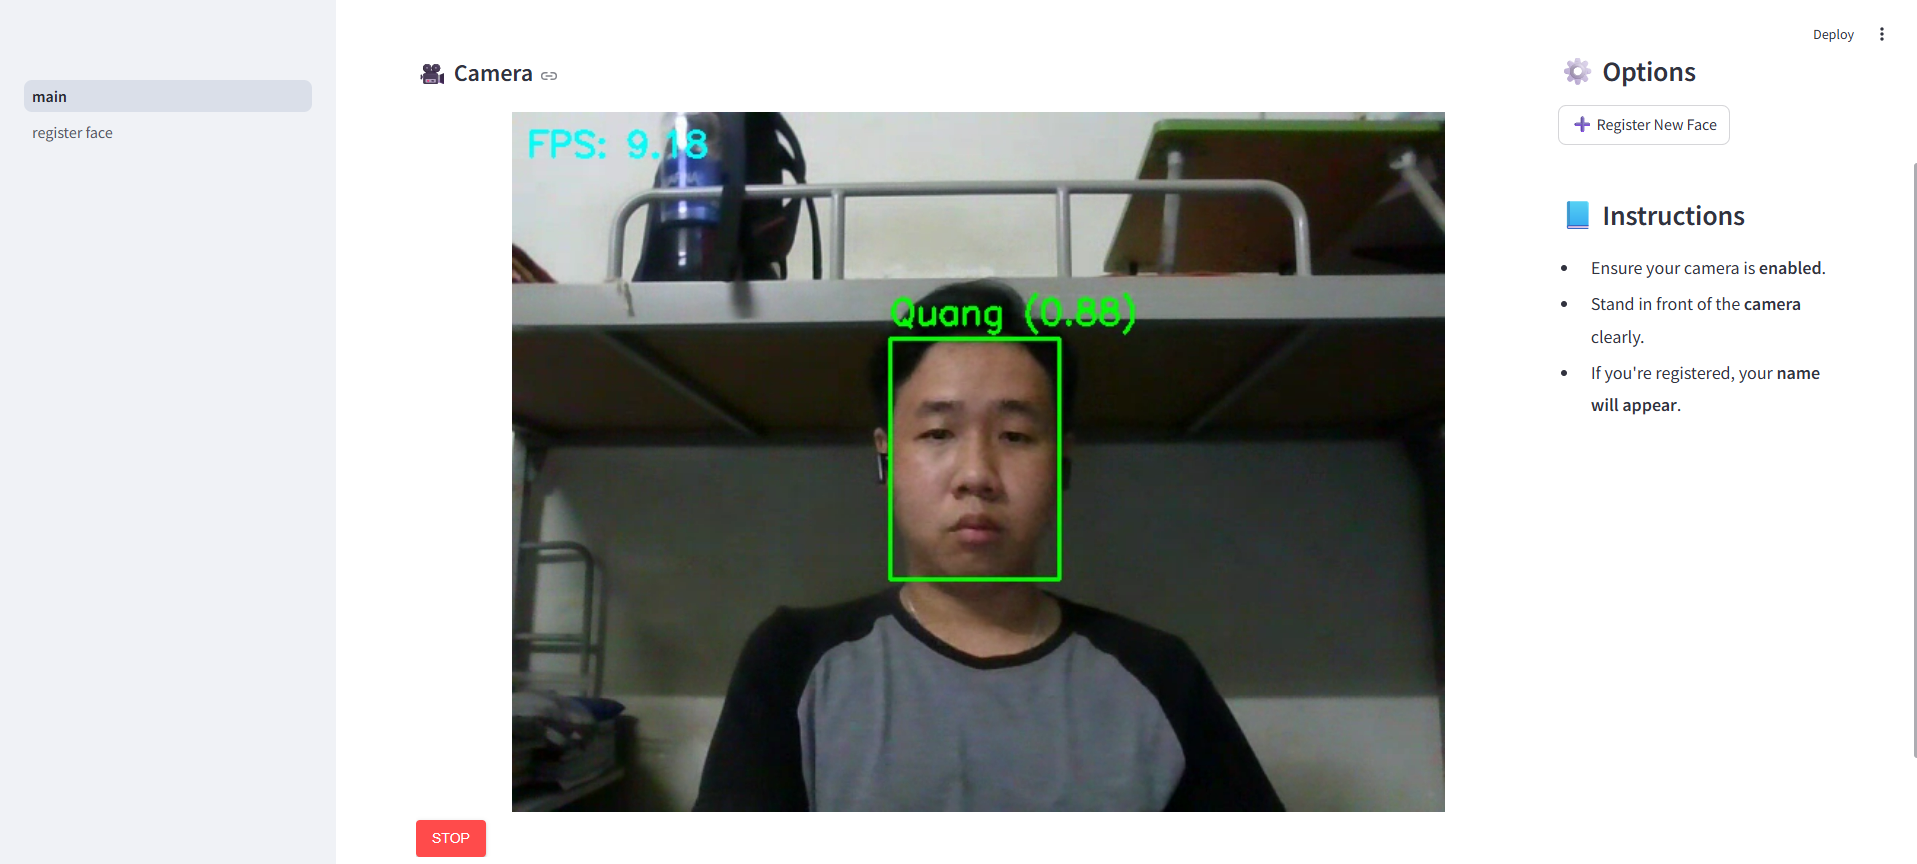 Deploy
main
register face
Camera
FPS: 9.18
Quang (0.88)
STOP
Options
Register New Face
Instructions
Ensure your camera is enabled.
Stand in front of the camera
clearly.
If you're registered, your name
will appear.